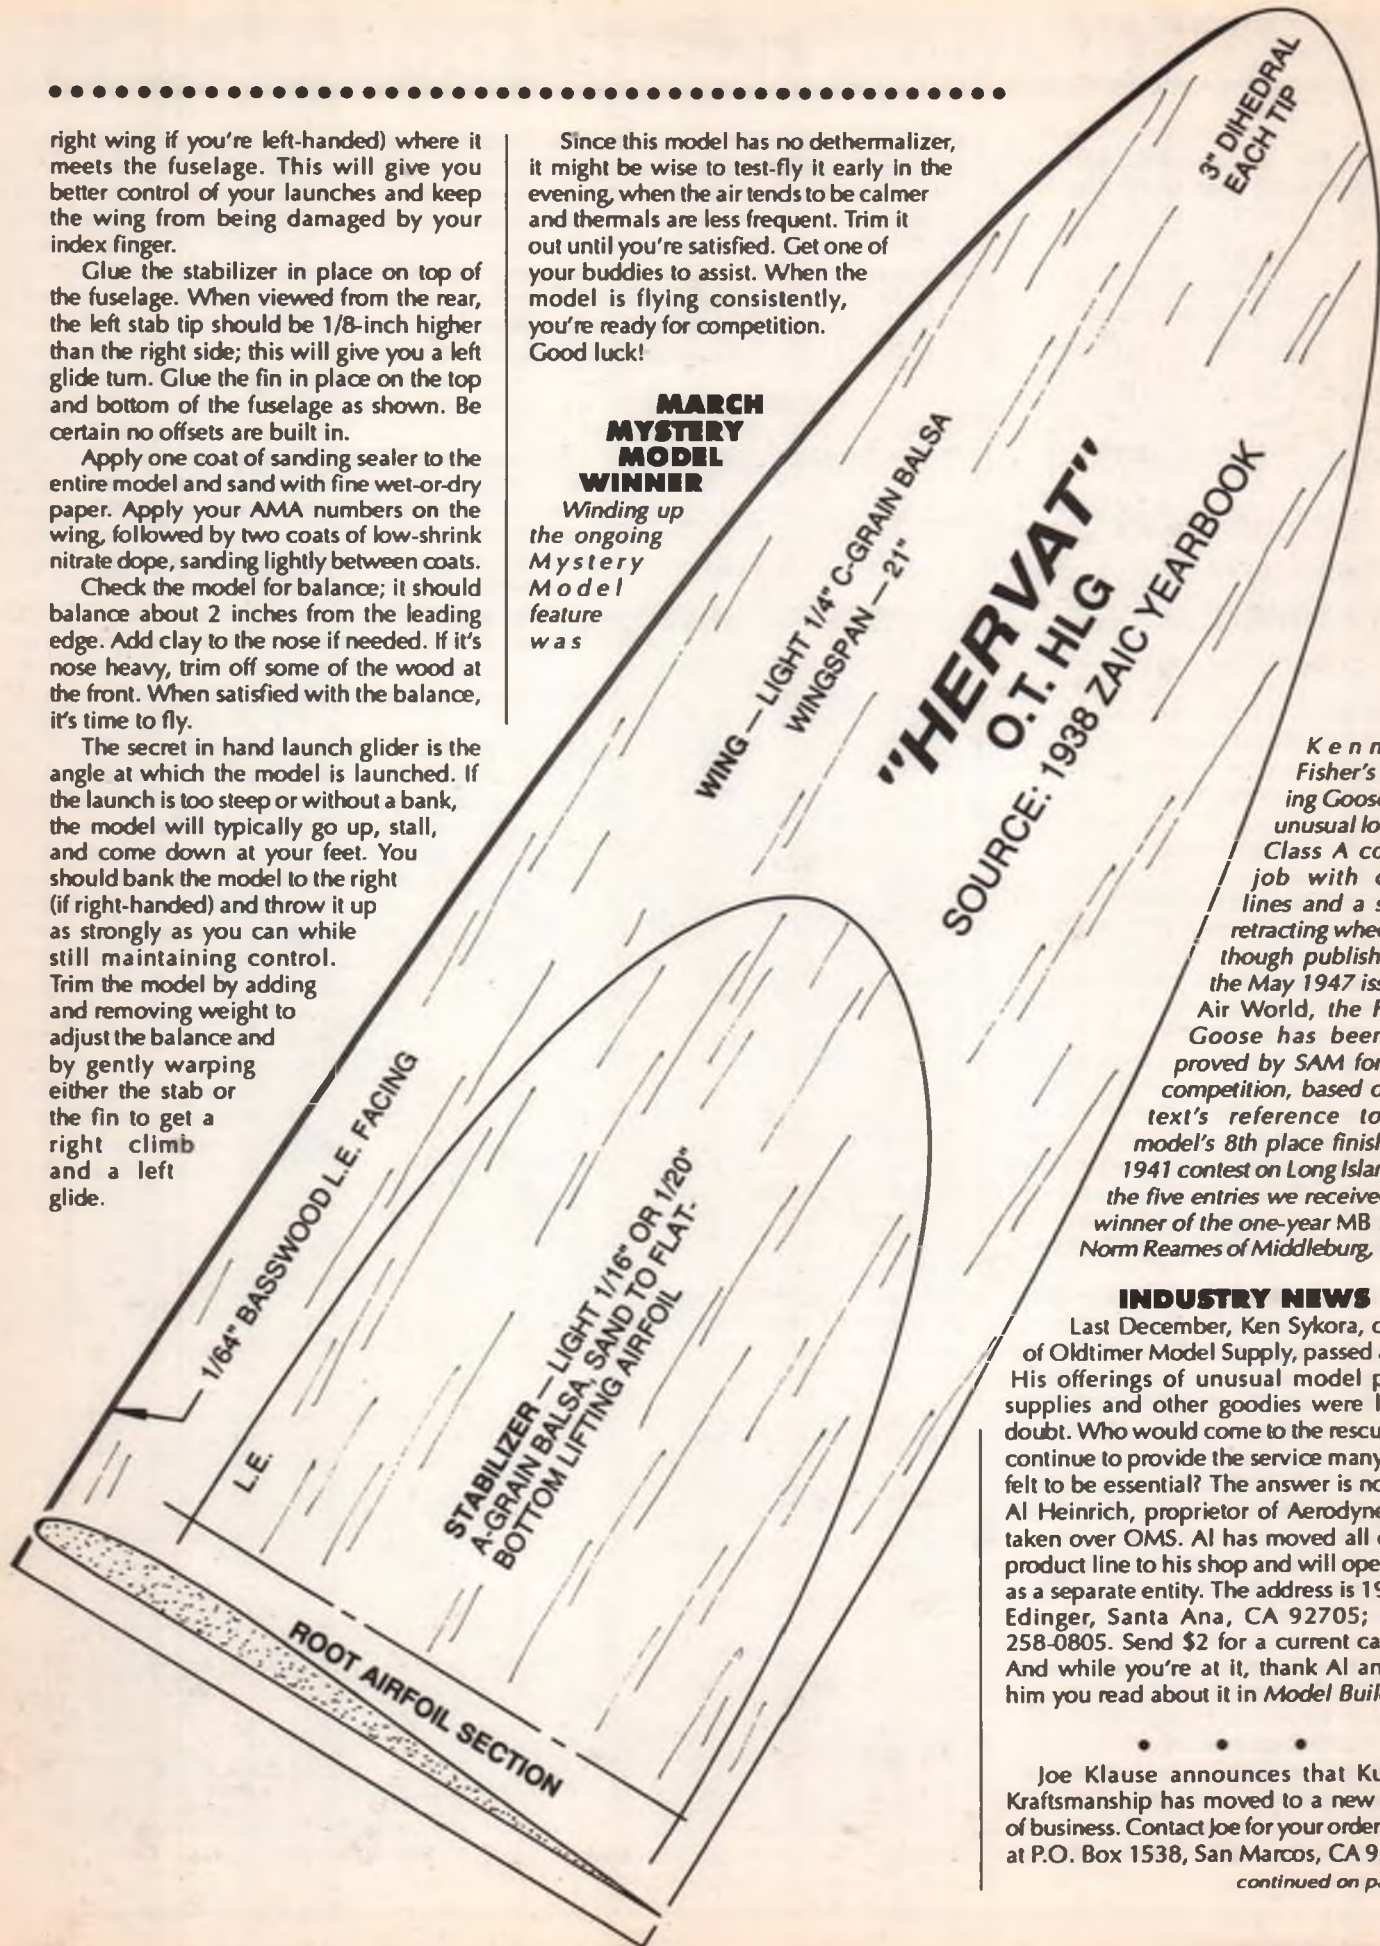 right wing if you're left-handed) where it
meets the fuselage. This will give you
better control of your launches and keep
the wing from being damaged by your
index finger.
Glue the stabilizer in place on top of
the fuselage. When viewed from the rear,
the left stab tip should be 1/8-inch higher
than the right side; this will give you a left
glide turn. Glue the fin in place on the top
and bottom of the fuselage as shown. Be
certain no offsets are built in.
Apply one coat of sanding sealer to the
entire model and sand with fine wet-or-dry
paper. Apply your AMA numbers on the
wing, followed by two coats of low-shrink
nitrate dope, sanding lightly between coats.
Check the model for balance; it should
balance about 2 inches from the leading
edge. Add clay to the nose if needed. If it's
nose heavy, trim off some of the wood at
the front. When satisfied with the balance,
it's time to fly.
The secret in hand launch glider is the
angle at which the model is launched. If
the launch is too steep or without a bank,
the model will typically go up, stall,
and come down at your feet. You
should bank the model to the right
(if right-handed) and throw it up
as strongly as you can while
still maintaining control.
Trim the model by adding
and removing weight to
adjust the balance and
by gently warping
either the stab or
the fin to get a
right climb
and a left
glide.
Since this model has no dethermalizer,
it might be wise to test-fly it early in the
evening, when the air tends to be calmer
and thermals are less frequent. Trim it
out until you're satisfied. Get one of
your buddies to assist. When the
model is flying consistently,
you're ready for competition.
Good luck!
MARCH
MYSTERY
MODEL
WINNER
Winding up
the ongoing
Mystery
Model
feature
was
3" DIHEDRAL
EACH TIP
WING — LIGHT 1/4" C-GRAIN BALSA
WINGSPAN — 21"
"HERVAT"
O.T. HLG
SOURCE: 1938 ZAIC YEARBOOK
1/64" BASSWOOD L.E. FACING
L.E.
STABILIZER — LIGHT 1/16" OR 1/20"
A-GRAIN BALSA, SAND TO FLAT-
BOTTOM LIFTING AIRFOIL
ROOT AIRFOIL SECTION
Kenn
Fisher's
ing Goose
unusual lo
Class A co
job with
lines and a s
retracting whee
though publish
the May 1947 iss
Air World, the
Goose has been
proved by SAM for
competition, based o
text's reference to
model's 8th place finish
1941 contest on Long Islan
the five entries we receive
winner of the one-year MB
Norm Reames of Middleburg,
INDUSTRY NEWS
Last December, Ken Sykora, o
of Oldtimer Model Supply, passed
His offerings of unusual model p
supplies and other goodies were
doubt. Who would come to the rescu
continue to provide the service many
felt to be essential? The answer is no
Al Heinrich, proprietor of Aerodyne
taken over OMS. Al has moved all
product line to his shop and will ope
as a separate entity. The address is 19
Edinger, Santa Ana, CA 92705;
258-0805. Send $2 for a current ca
And while you're at it, thank Al an
him you read about it in Model Buil
• • •
Joe Klause announces that Ku
Kraftsmanship has moved to a new
of business. Contact Joe for your order
at P.O. Box 1538, San Marcos, CA 9
continued on pa